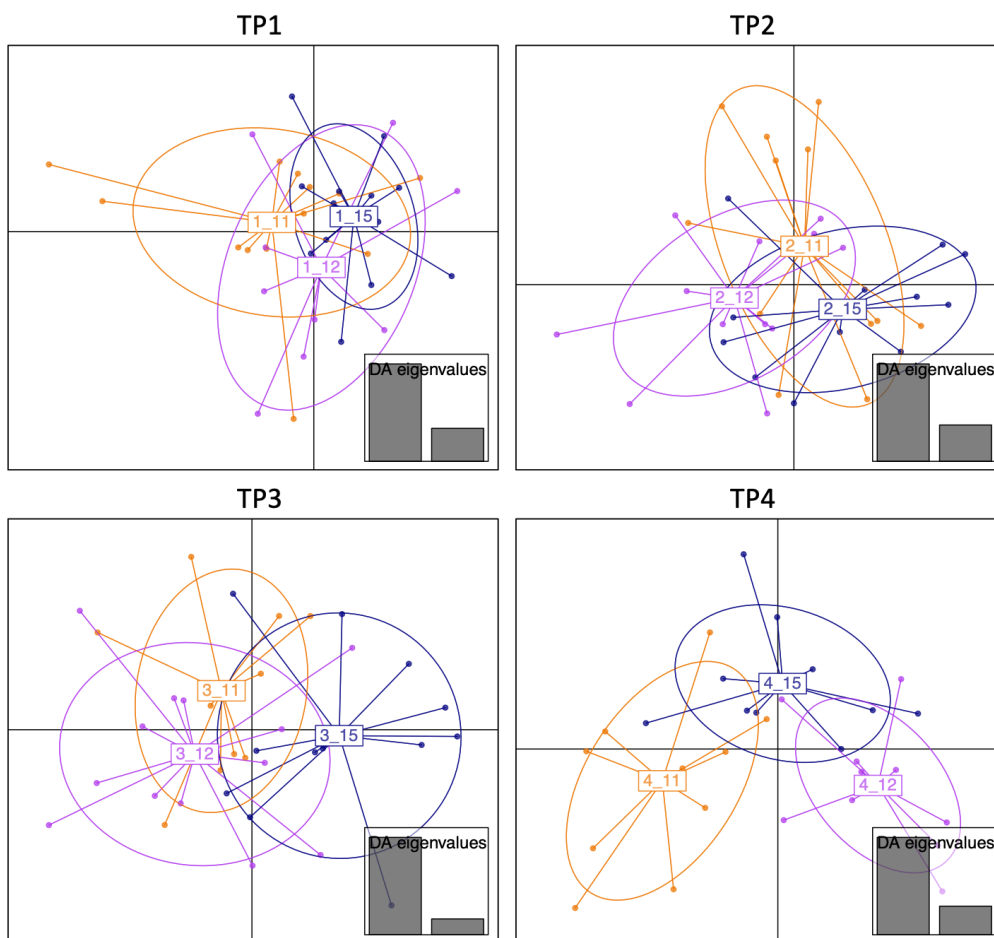 TP1
TP2
1_11
1_15
1_12
DA eigenvalues
2_11
2_12
2_15
DA eigenvalues
TP3
TP4
3_11
3_15
3_12
DA eigenvalues
4_15
4_11
4_12
DA eigenvalues